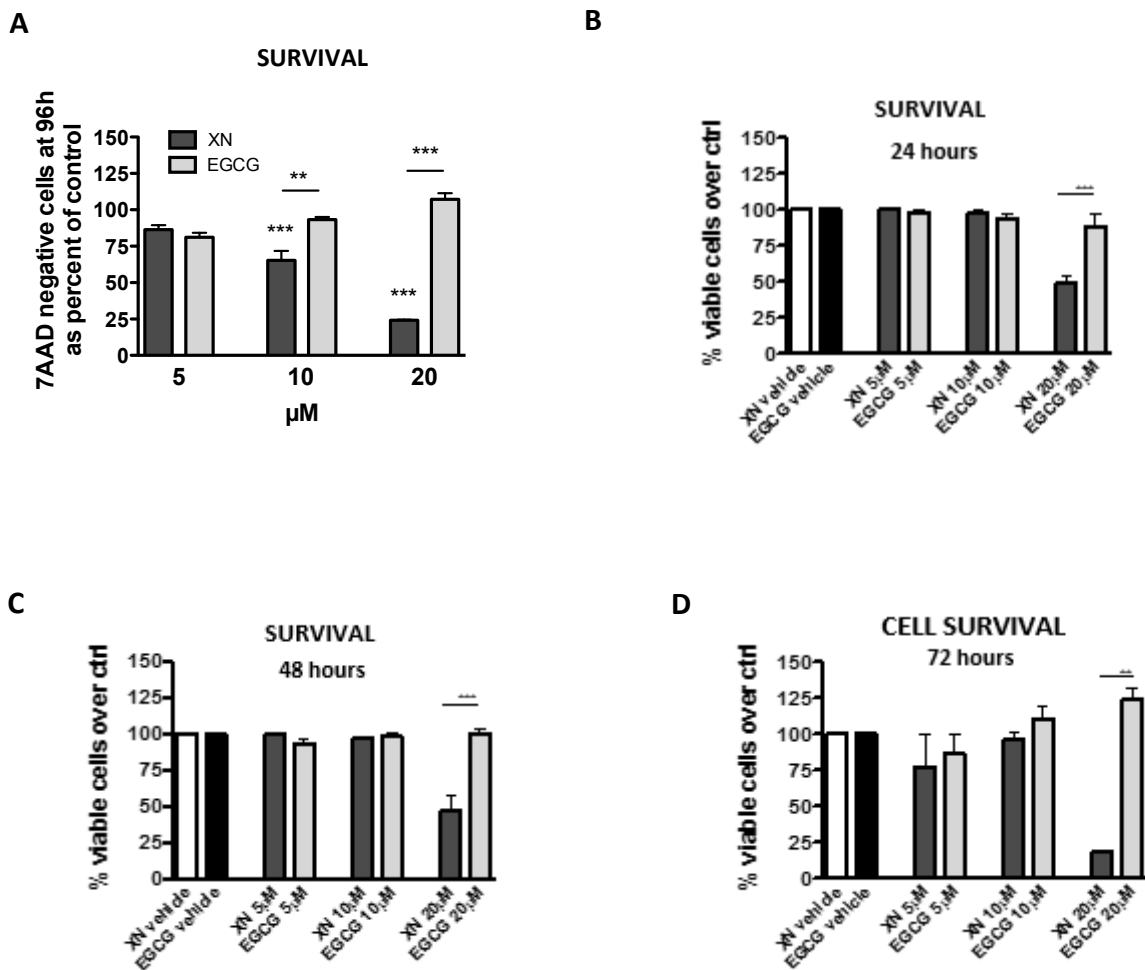 A
SURVIVAL
7AAD negative cells at 96h
as percent of control
150
125
100
75
50
25
0
XN
EGCG
***
**
***
***
5 10 20
µM
B
SURVIVAL
24 hours
% viable cells over ctrl
150
125
100
75
50
25
0
***
XN vehicle
EGCG vehicle
XN 5µM
EGCG 5µM
XN 10µM
EGCG 10µM
XN 20µM
EGCG 20µM
C
SURVIVAL
48 hours
% viable cells over ctrl
150
125
100
75
50
25
0
***
XN vehicle
EGCG vehicle
XN 5µM
EGCG 5µM
XN 10µM
EGCG 10µM
XN 20µM
EGCG 20µM
D
CELL SURVIVAL
72 hours
% viable cells over ctrl
150
125
100
75
50
25
0
**
XN vehicle
EGCG vehicle
XN 5µM
EGCG 5µM
XN 10µM
EGCG 10µM
XN 20µM
EGCG 20µM